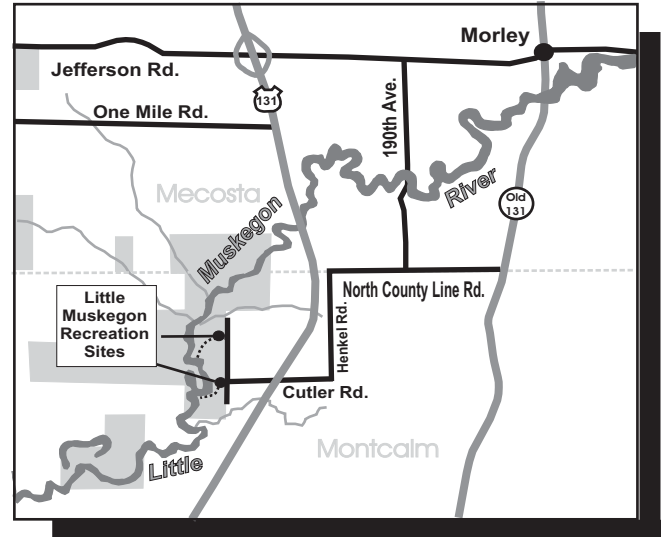 Morley
Jefferson Rd.
131
One Mile Rd.
190th Ave.
Mecosta
Muskegon
River
Old
131
North County Line Rd.
Little
Muskegon
Recreation
Sites
Henkel Rd.
Cutler Rd.
Montcalm
Little